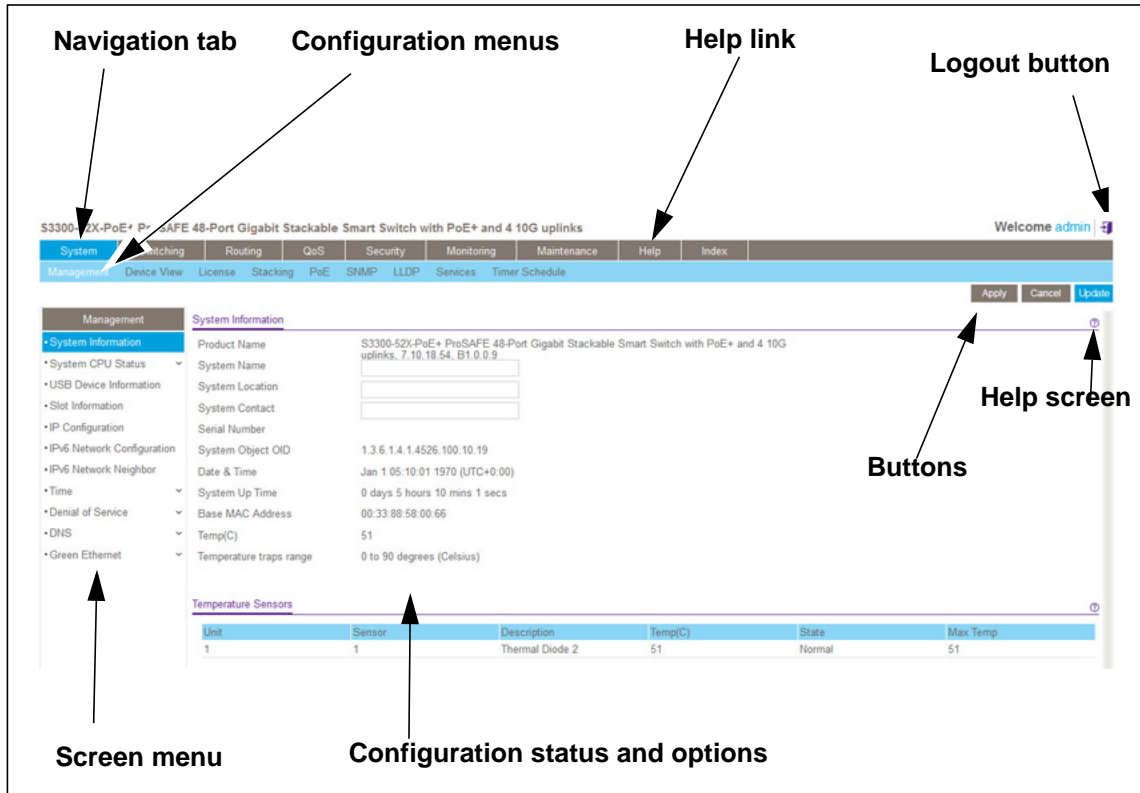 Navigation tab Configuration menus Help link
Logout button
S3300-52X-PoE+ ProSAFE 48-Port Gigabit Stackable Smart Switch with PoE+ and 4 10G uplinks Welcome admin
System Switching Routing QoS Security Monitoring Maintenance Help Index
Management Device View License Stacking PoE SNMP LLDP Services Timer Schedule
Apply Cancel Update
Management
• System Information
• System CPU Status
• USB Device Information
• Slot Information
• IP Configuration
• IPv6 Network Configuration
• IPv6 Network Neighbor
• Time
• Denial of Service
• DNS
• Green Ethernet
System Information
Product Name S3300-52X-PoE+ ProSAFE 48-Port Gigabit Stackable Smart Switch with PoE+ and 4 10G
uplinks, 7.10.18.54, B1.0.0.9
System Name
System Location
System Contact
Serial Number
System Object OID 1.3.6.1.4.1.4526.100.10.19
Date & Time Jan 1 05:10:01 1970 (UTC+0:00)
System Up Time 0 days 5 hours 10 mins 1 secs
Base MAC Address 00:33:88:58:00:66
Temp(C) 51
Temperature traps range 0 to 90 degrees (Celsius)
Help screen
Buttons
Temperature Sensors
Unit Sensor Description Temp(C) State Max Temp
1 1 Thermal Diode 2 51 Normal 51
Screen menu Configuration status and options